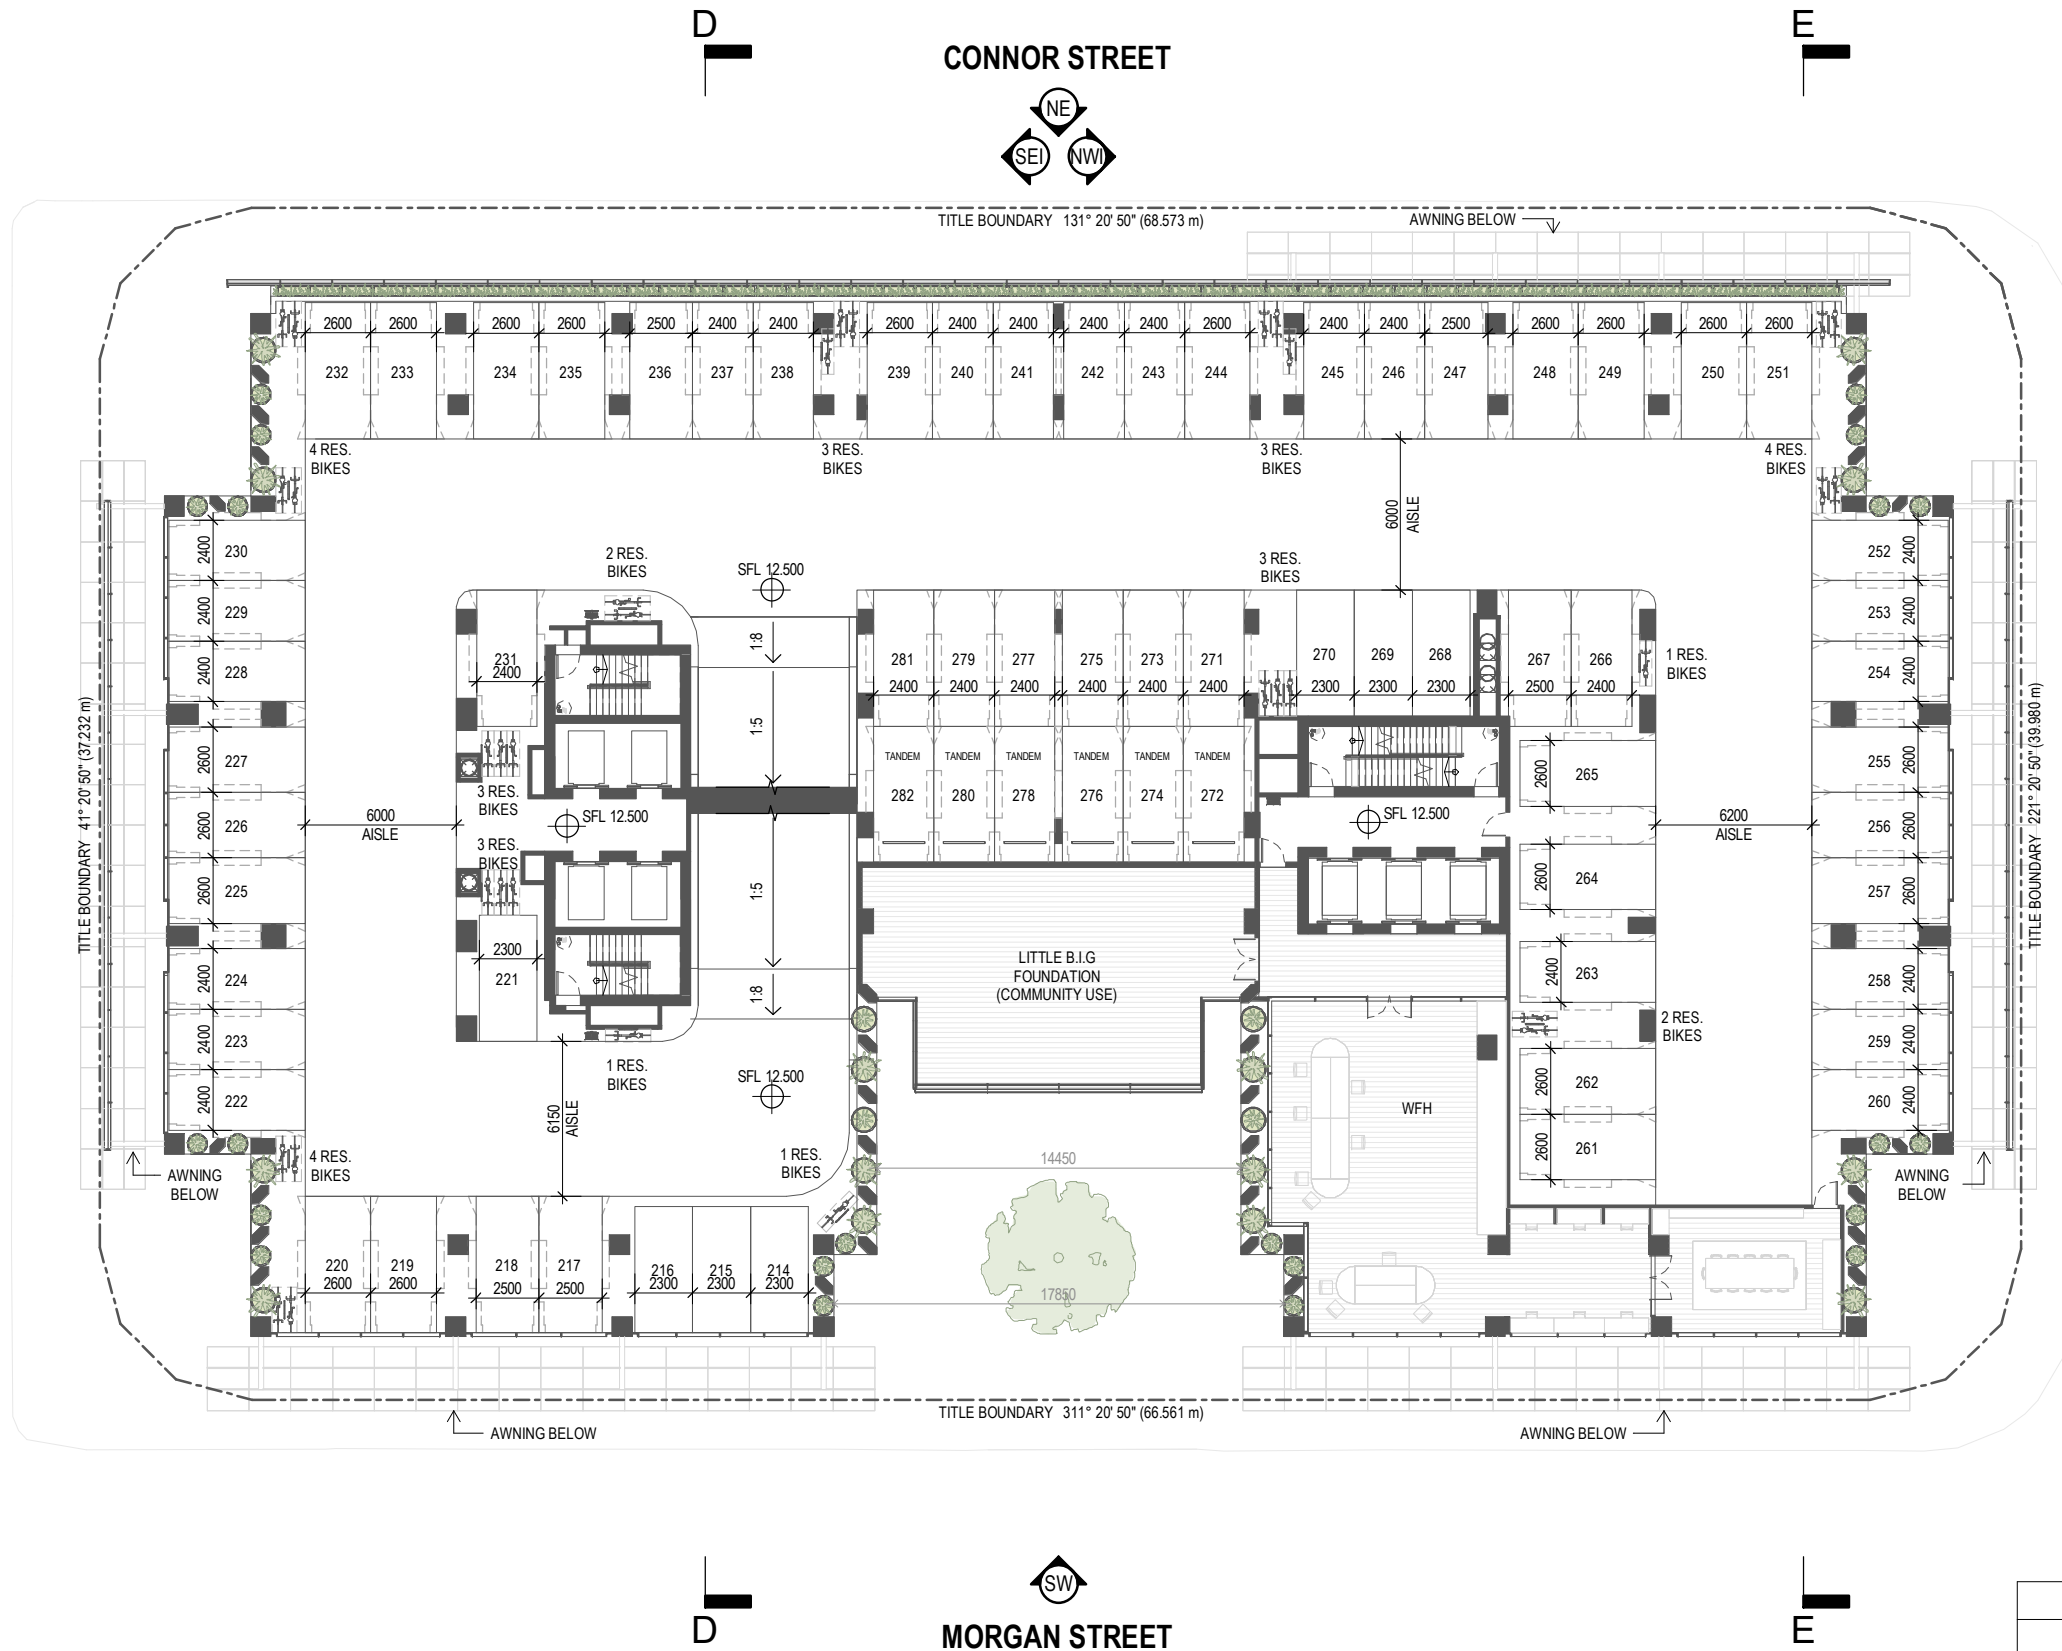 D
E
CONNOR STREET
NE
SEI
NWI
TITLE BOUNDARY 131° 20' 50" (68.573 m)
AWNING BELOW
2600 2600 2600 2600 2500 2400 2400 2600 2400 2400 2400 2400 2600 2400 2400 2500 2600 2600 2600 2600
232 233 234 235 236 237 238 239 240 241 242 243 244 245 246 247 248 249 250 251
4 RES.
BIKES
3 RES.
BIKES
3 RES.
BIKES
4 RES.
BIKES
6000
AISLE
TITLE BOUNDARY 41° 20' 50" (37.232 m)
2400 230
2400 229
2400 228
2600 227
2600 226
2600 225
2400 224
2400 223
2400 222
6000
AISLE
2 RES.
BIKES
SFL 12.500
231
2400
3 RES.
BIKES
SFL 12.500
3 RES.
BIKES
2300
221
1 RES.
BIKES
6150
AISLE
1:8
1:5
1:5
1:8
SFL 12.500
3 RES.
BIKES
281 279 277 275 273 271
2400 2400 2400 2400 2400 2400
TANDEM TANDEM TANDEM TANDEM TANDEM TANDEM
282 280 278 276 274 272
270 269 268
2300 2300 2300
267 266
2500 2400
1 RES.
BIKES
2600 265
SFL 12.500
2600 264
2400 263
2 RES.
BIKES
2600 262
2600 261
6200
AISLE
252 2400
253 2400
254 2400
255 2600
256 2600
257 2600
258 2400
259 2400
260 2400
TITLE BOUNDARY 221° 20' 50" (39.980 m)
LITTLE B.I.G
FOUNDATION
(COMMUNITY USE)
WFH
AWNING
BELOW
4 RES.
BIKES
1 RES.
BIKES
14450
AWNING
BELOW
220 219 218 217 216 215 214
2600 2600 2500 2500 2300 2300 2300
17850
TITLE BOUNDARY 311° 20' 50" (66.561 m)
AWNING BELOW
AWNING BELOW
SW
D
E
MORGAN STREET